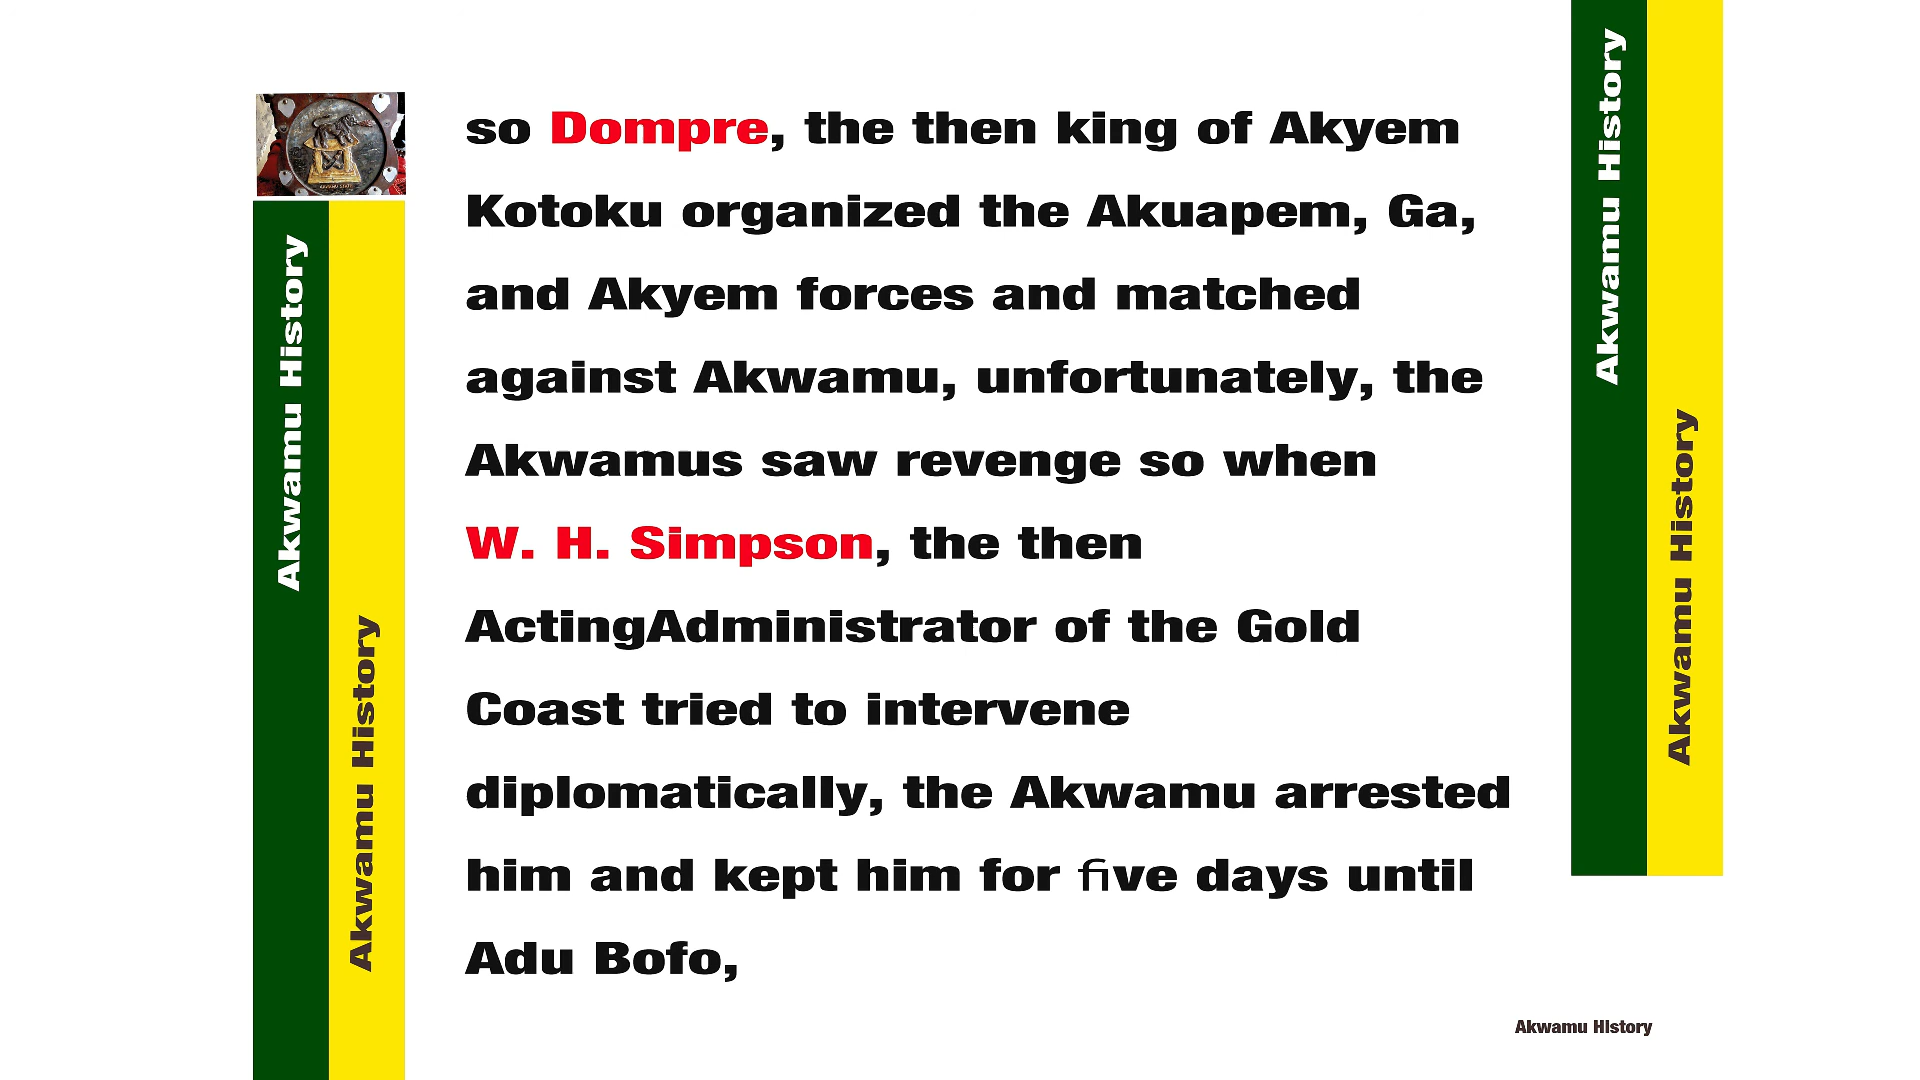 so Dompre, the then king of Akyem
Kotoku organized the Akuapem, Ga,
and Akyem forces and matched
against Akwamu, unfortunately, the
Akwamus saw revenge so when
W. H. Simpson, the then
ActingAdministrator of the Gold
Coast tried to intervene
diplomatically, the Akwamu arrested
him and kept him for five days until
Adu Bofo,
Akwamu History
Akwamu History
Akwamu History
Akwamu History
Akwamu History